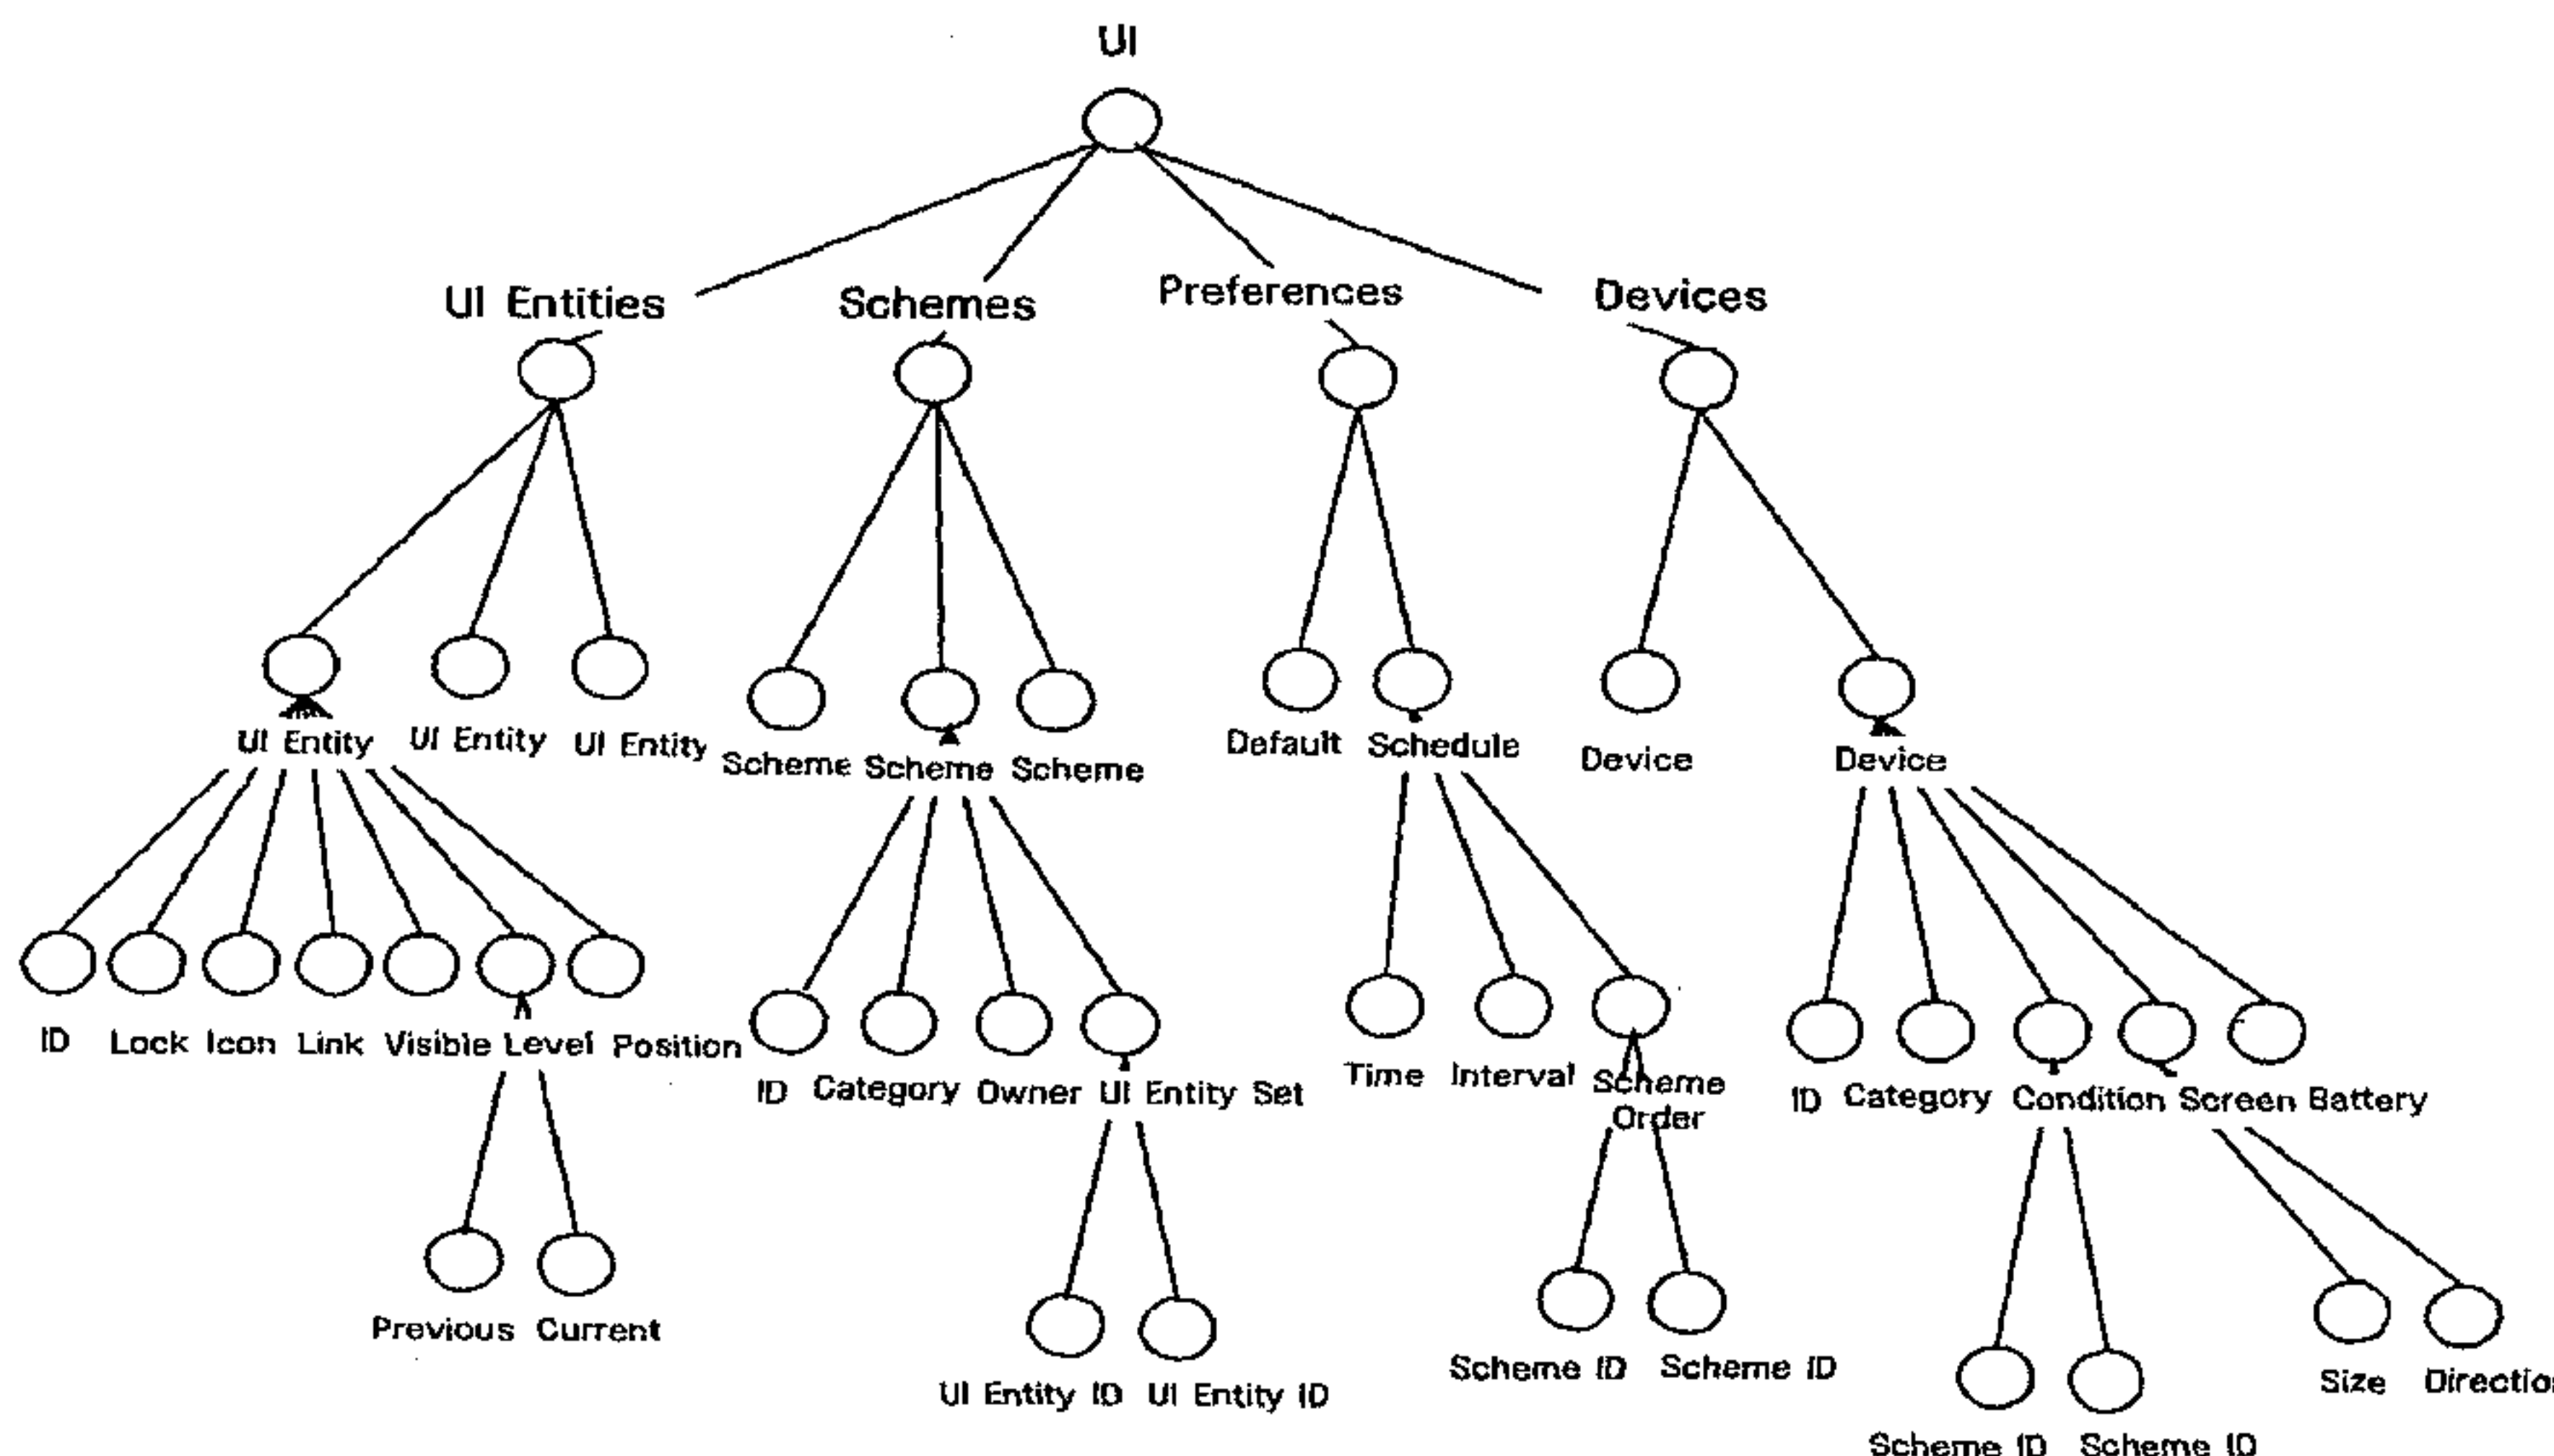 UI
UI Entities Schemes Preferences Devices
UI Entity UI Entity UI Entity Scheme Scheme Scheme Default Schedule Device Device
ID Lock Icon Link Visible Level Position ID Category Owner UI Entity Set Time Interval Scheme ID Category Condition Screen Battery
Order
Previous Current UI Entity ID UI Entity ID Scheme ID Scheme ID Size Directio
Scheme ID Scheme ID